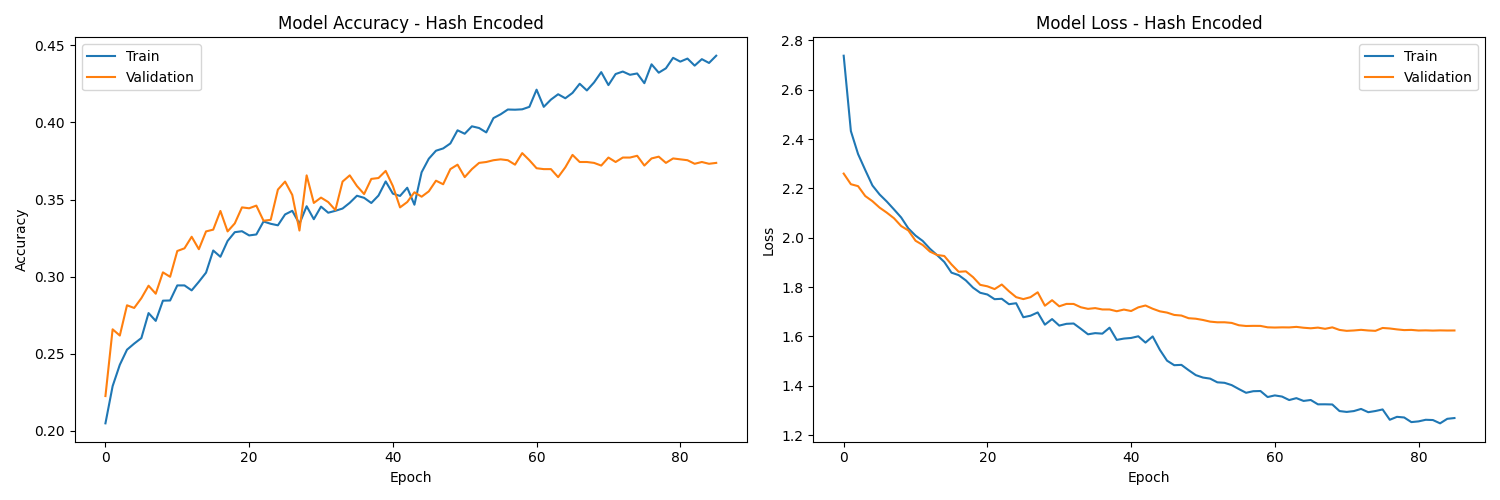 Model Accuracy - Hash Encoded
Train
Validation
0.45
0.40
0.35
0.30
0.25
0.20
Accuracy
0 20 40 60 80
Epoch
Model Loss - Hash Encoded
Train
Validation
2.8
2.6
2.4
2.2
2.0
1.8
1.6
1.4
1.2
Loss
0 20 40 60 80
Epoch